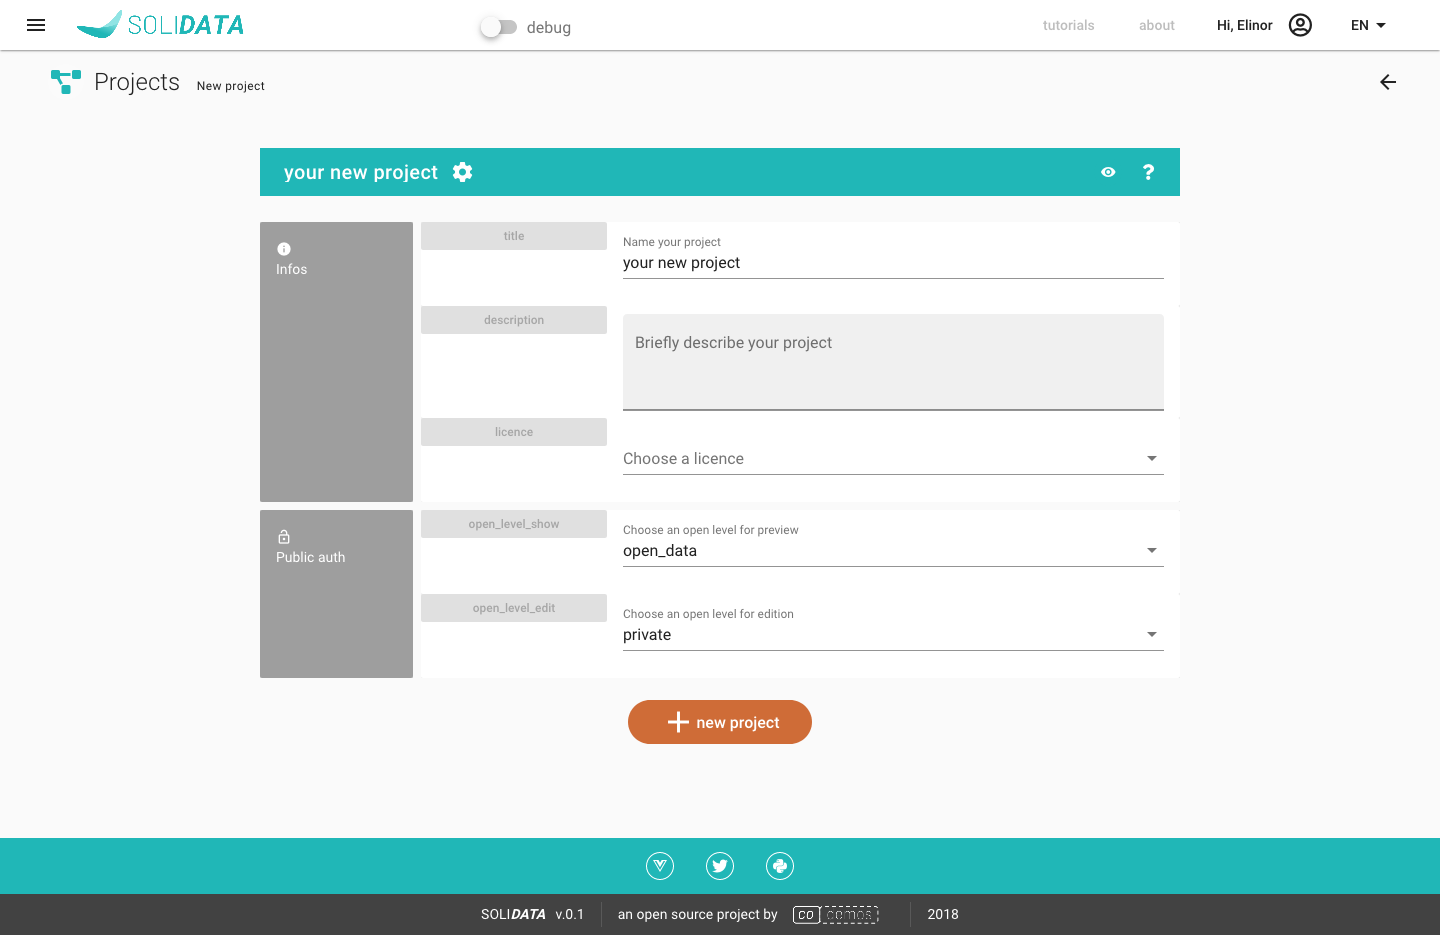 SOLIDATA
debug
tutorials
about
Hi, Elinor
EN
Projects
New project
your new project
?
Infos
title
Name your project
your new project
description
Briefly describe your project
licence
Choose a licence
Public auth
open_level_show
Choose an open level for preview
open_data
open_level_edit
Choose an open level for edition
private
new project
SOLIDATA v.0.1
an open source project by
co demos
2018